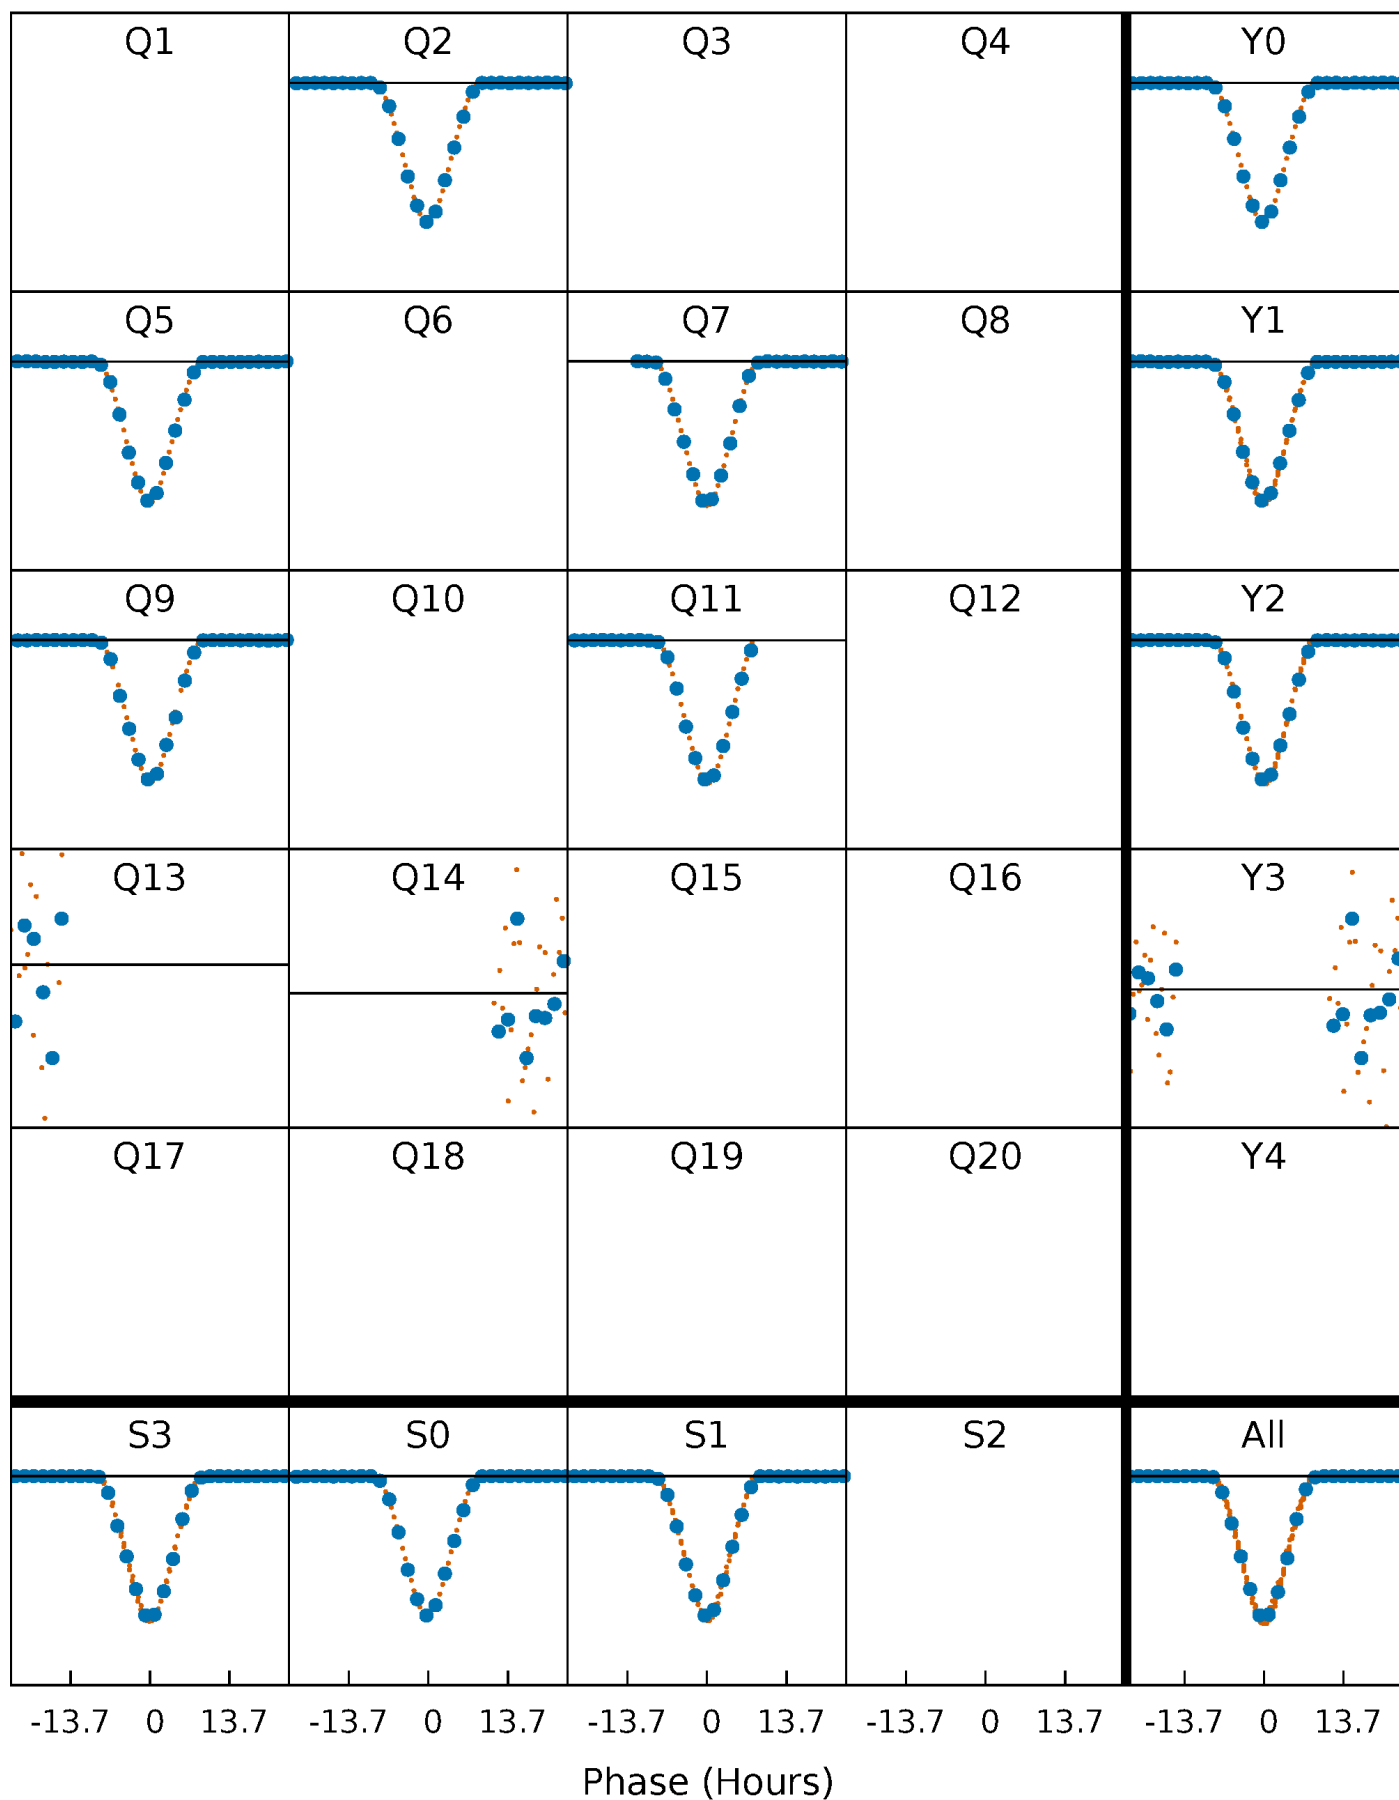 Q1 Q2 Q3 Q4 Y0
Q5 Q6 Q7 Q8 Y1
Q9 Q10 Q11 Q12 Y2
Q13 Q14 Q15 Q16 Y3
Q17 Q18 Q19 Q20 Y4
S3 S0 S1 S2 All
-13.7 0 13.7 -13.7 0 13.7 -13.7 0 13.7 -13.7 0 13.7 -13.7 0 13.7
Phase (Hours)